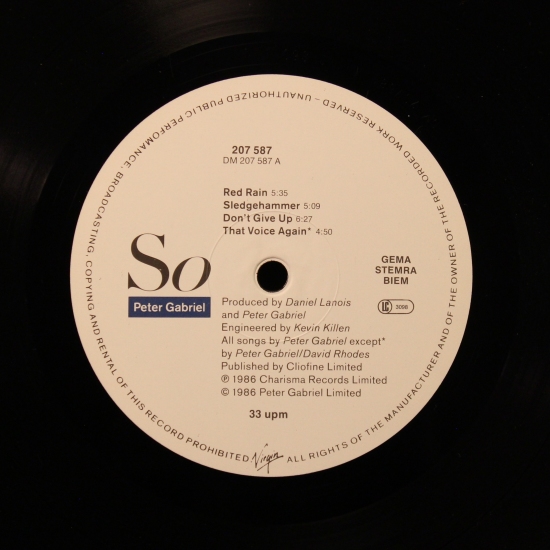 207 587
DM 207 587 A
Red Rain 5:35
Sledgehammer 5:09
Don't Give Up 6:27
That Voice Again* 4:50
So
Peter Gabriel
GEMA
STEMRA
BIEM
LC 3098
Produced by Daniel Lanois
and Peter Gabriel
Engineered by Kevin Killen
All songs by Peter Gabriel except*
by Peter Gabriel/David Rhodes
Published by Cliofine Limited
℗ 1986 Charisma Records Limited
© 1986 Peter Gabriel Limited
33 upm
Virgin
ALL RIGHTS OF THE MANUFACTURER AND OF THE OWNER OF THE RECORDED WORK RESERVED – UNAUTHORIZED PUBLIC PERFOMANCE, BROADCASTING, COPYING AND RENTAL OF THIS RECORD PROHIBITED